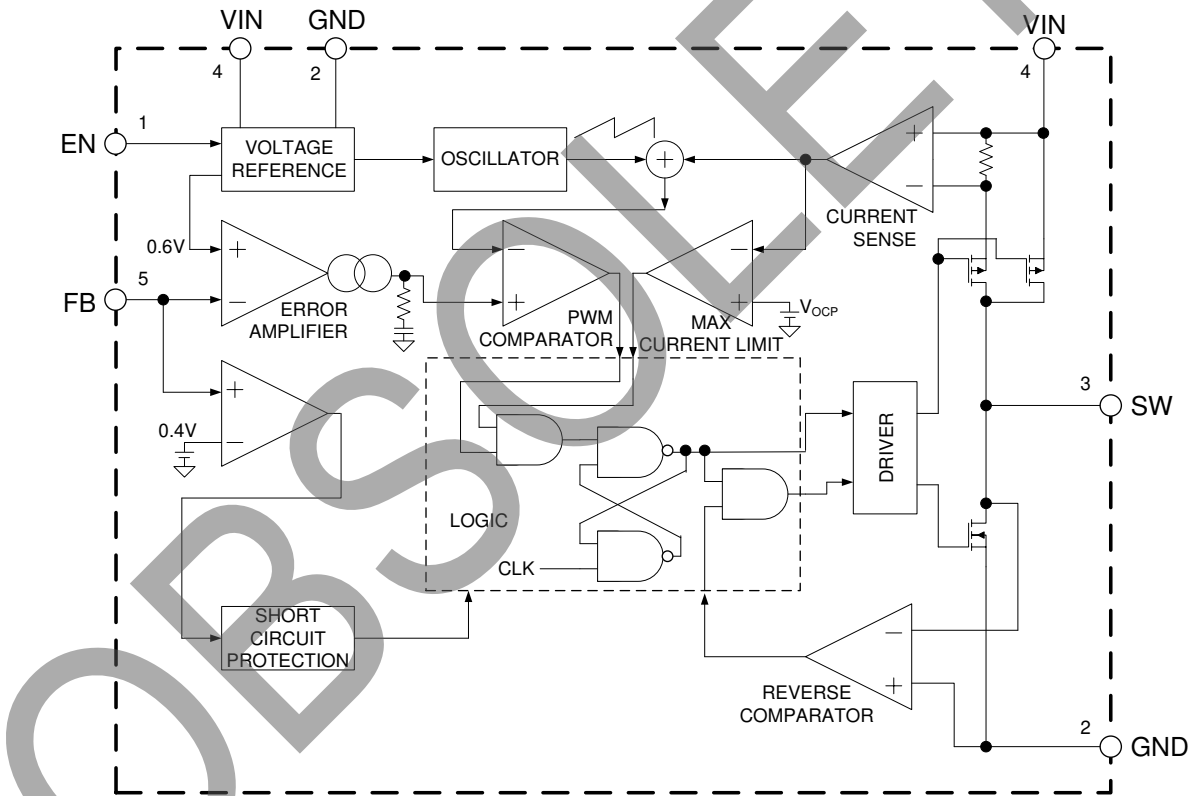 VIN
GND
VIN
4
2
4
EN
1
VOLTAGE
REFERENCE
OSCILLATOR
+
+
−
CURRENT
SENSE
0.6V
+
−
ERROR
AMPLIFIER
−
+
PWM
COMPARATOR
−
+
MAX
CURRENT LIMIT
VOCP
FB
5
+
−
0.4V
LOGIC
CLK
DRIVER
3
SW
SHORT
CIRCUIT
PROTECTION
−
+
REVERSE
COMPARATOR
2
GND
OBSOLETE